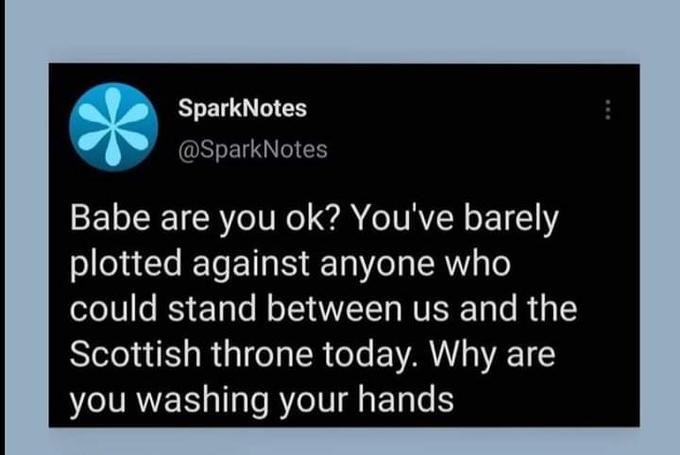 SparkNotes
@SparkNotes
Babe are you ok? You've barely
plotted against anyone who
could stand between us and the
Scottish throne today. Why are
you washing your hands